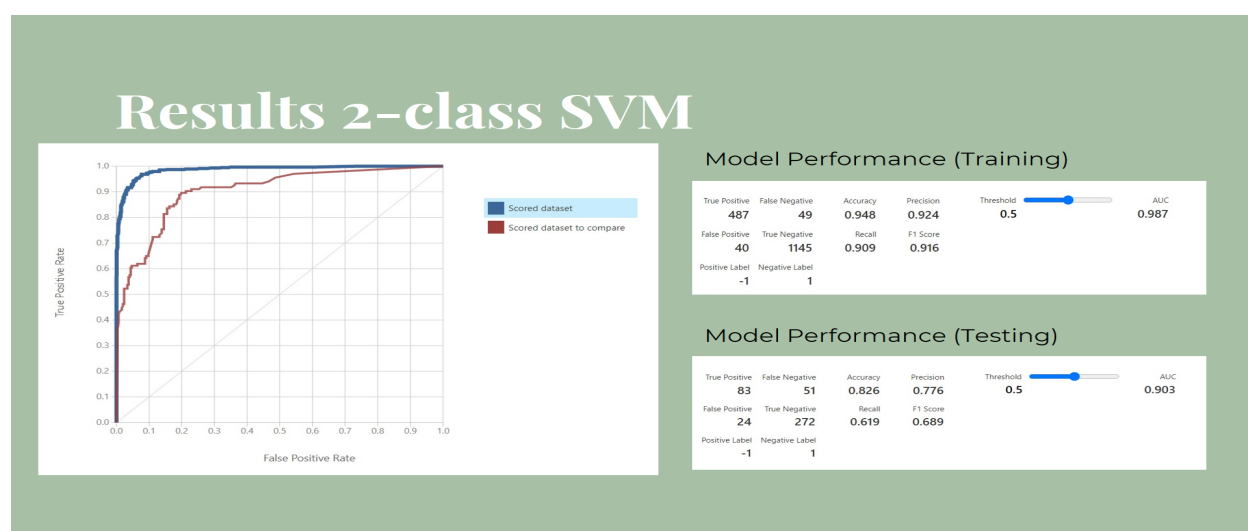 Results 2-class SVM
1.0
0.9
0.8
0.7
0.6
0.5
0.4
0.3
0.2
0.1
0.0
True Positive Rate
0.0 0.1 0.2 0.3 0.4 0.5 0.6 0.7 0.8 0.9 1.0
False Positive Rate
Scored dataset
Scored dataset to compare
Model Performance (Training)
True Positive False Negative Accuracy Precision Threshold AUC
487 49 0.948 0.924 0.5 0.987
False Positive True Negative Recall F1 Score
40 1145 0.909 0.916
Positive Label Negative Label
-1 1
Model Performance (Testing)
True Positive False Negative Accuracy Precision Threshold AUC
83 51 0.826 0.776 0.5 0.903
False Positive True Negative Recall F1 Score
24 272 0.619 0.689
Positive Label Negative Label
-1 1